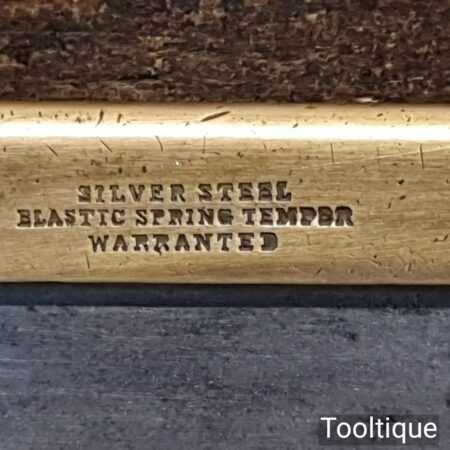 SILVER STEEL
ELASTIC SPRING TEMPER
WARRANTED
Tooltique